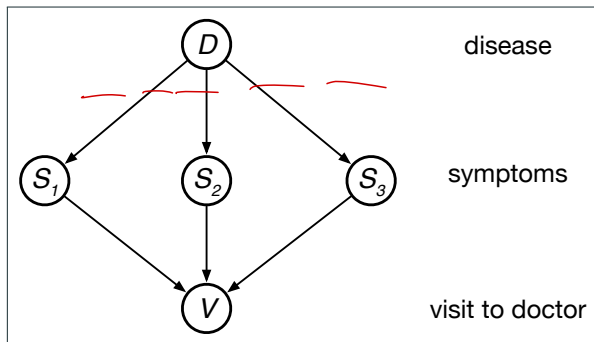 D disease
S1 S2 S3 symptoms
V visit to doctor